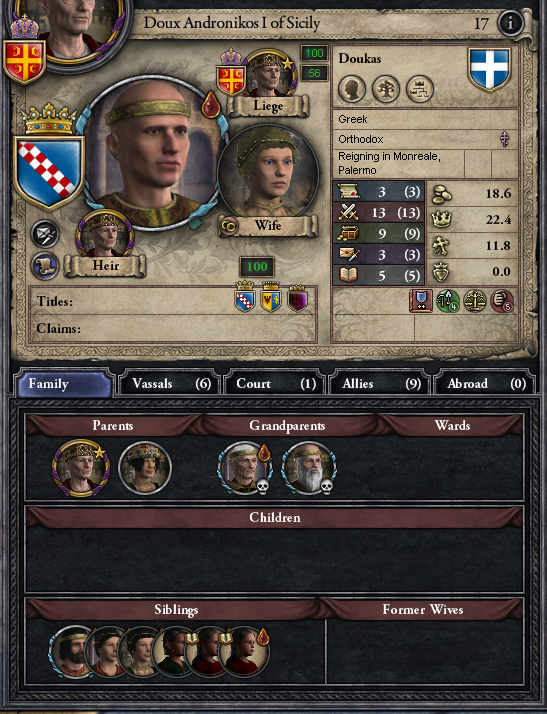 Doux Andronikos I of Sicily 17
i
100
56
Liege
Doukas
Greek
Orthodox
Reigning in Monreale,
Palermo
Wife
Heir
100
3 (3) 18.6
13 (13) 22.4
9 (9) 11.8
3 (3) 0.0
5 (5)
4
5
Titles:
Claims:
Family Vassals (6) Court (1) Allies (9) Abroad (0)
Parents Grandparents Wards
Children
Siblings Former Wives